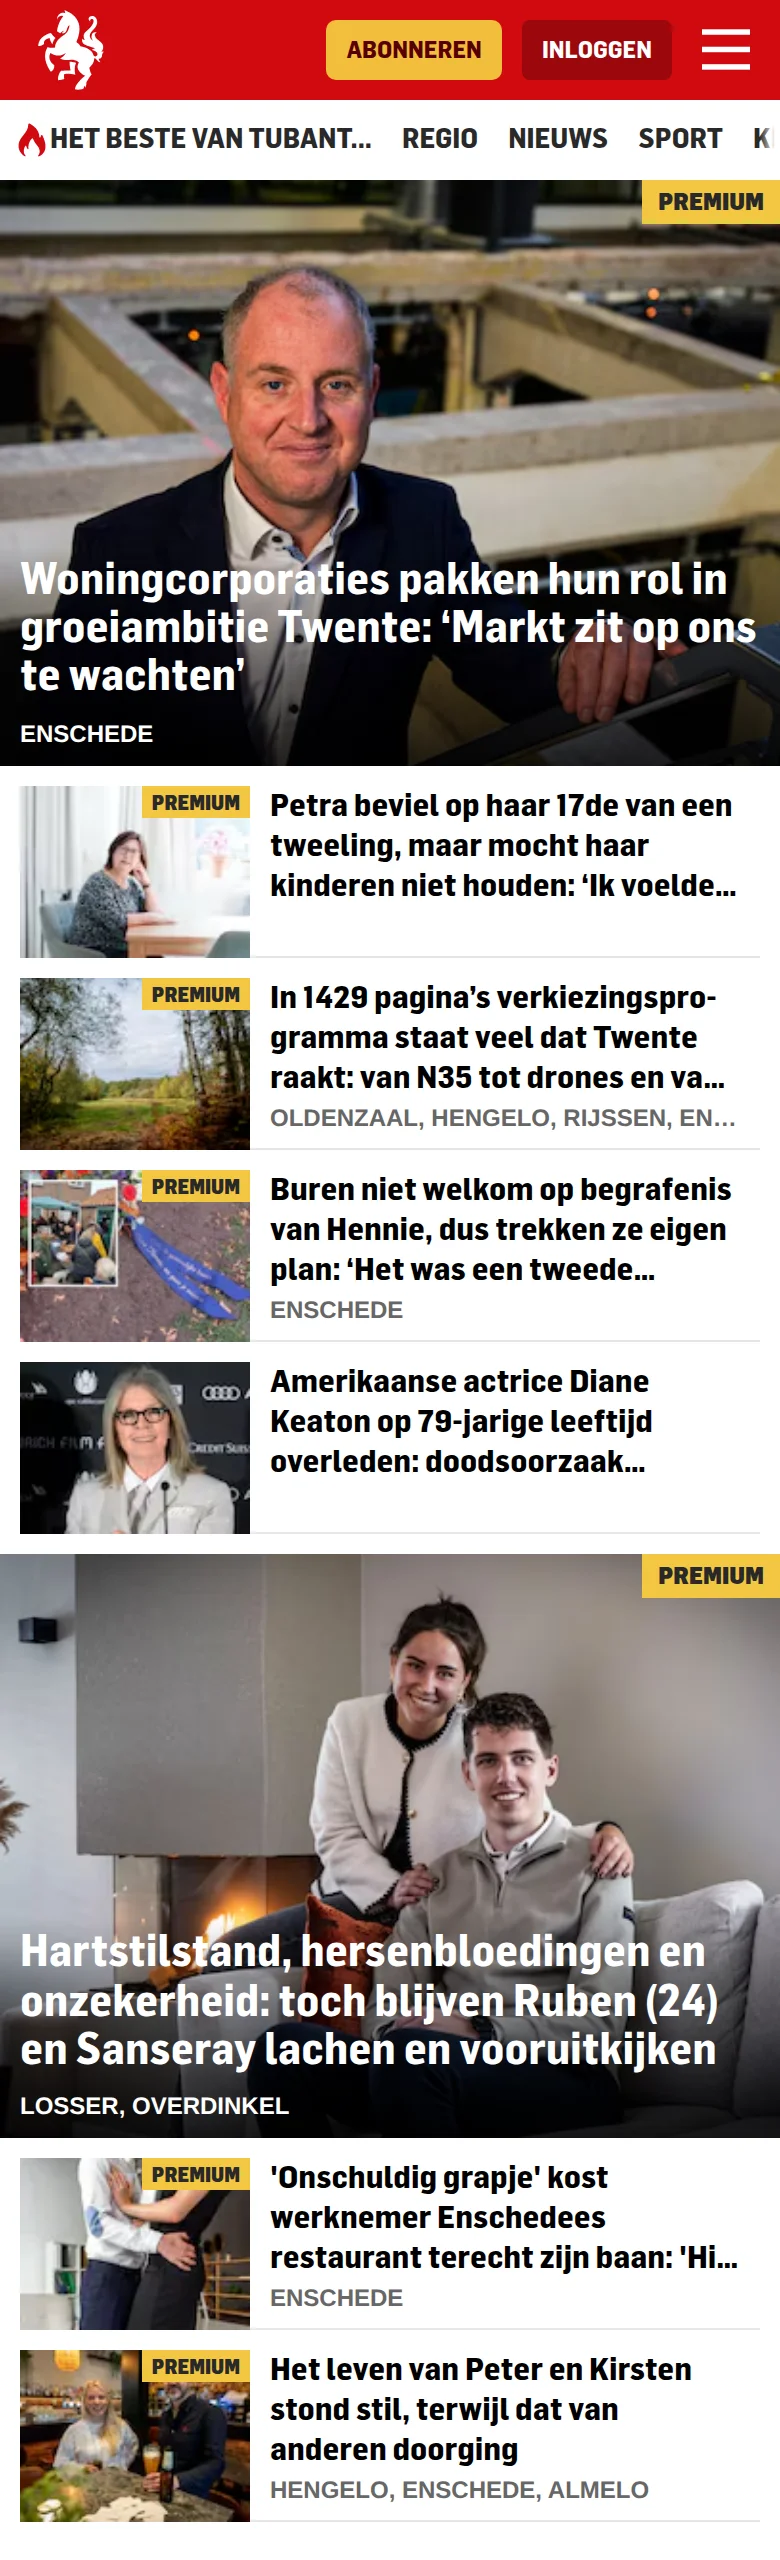 ABONNEREN
INLOGGEN
HET BESTE VAN TUBANT...
REGIO
NIEUWS
SPORT
PREMIUM
Woningcorporaties pakken hun rol in
groeiambitie Twente: ‘Markt zit op ons
te wachten’
ENSCHEDE
PREMIUM
Petra beviel op haar 17de van een
tweeling, maar mocht haar
kinderen niet houden: ‘Ik voelde...
PREMIUM
In 1429 pagina’s verkiezingspro-
gramma staat veel dat Twente
raakt: van N35 tot drones en va...
OLDENZAAL, HENGELO, RIJSSEN, EN...
PREMIUM
Buren niet welkom op begrafenis
van Hennie, dus trekken ze eigen
plan: ‘Het was een tweede...
ENSCHEDE
CREDIT SUIS
Amerikaanse actrice Diane
Keaton op 79-jarige leeftijd
overleden: doodsoorzaak...
PREMIUM
Hartstilstand, hersenbloedingen en
onzekerheid: toch blijven Ruben (24)
en Sanseray lachen en vooruitkijken
LOSSER, OVERDINKEL
PREMIUM
'Onschuldig grapje' kost
werknemer Enschedees
restaurant terecht zijn baan: 'Hi...
ENSCHEDE
PREMIUM
Het leven van Peter en Kirsten
stond stil, terwijl dat van
anderen doorging
HENGELO, ENSCHEDE, ALMELO